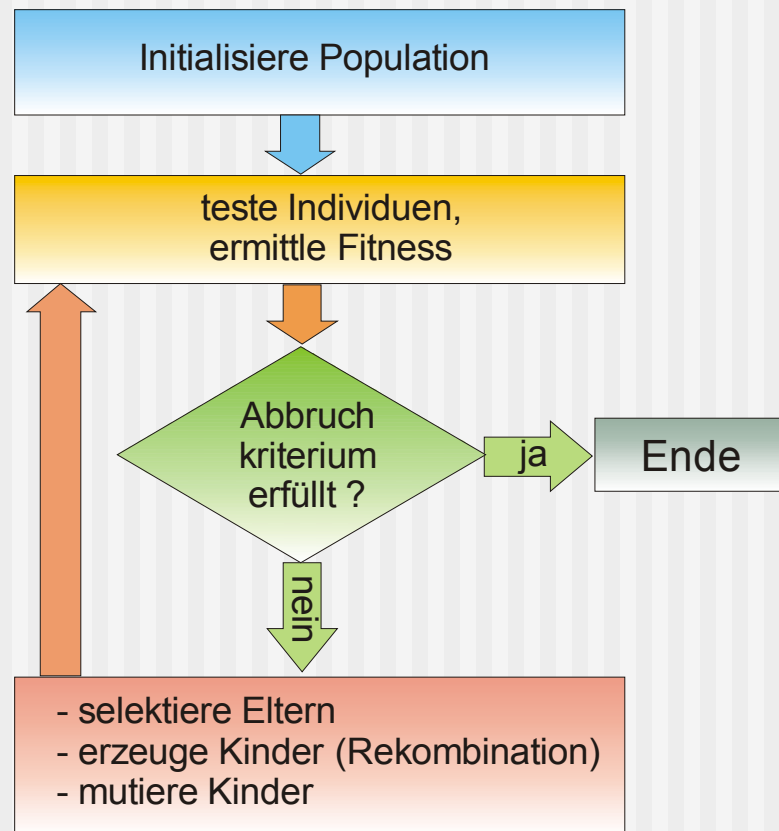 Initialisiere Population
teste Individuen,
ermittle Fitness
Abbruch
kriterium
erfüllt ?
ja
Ende
nein
- selektiere Eltern
- erzeuge Kinder (Rekombination)
- mutiere Kinder